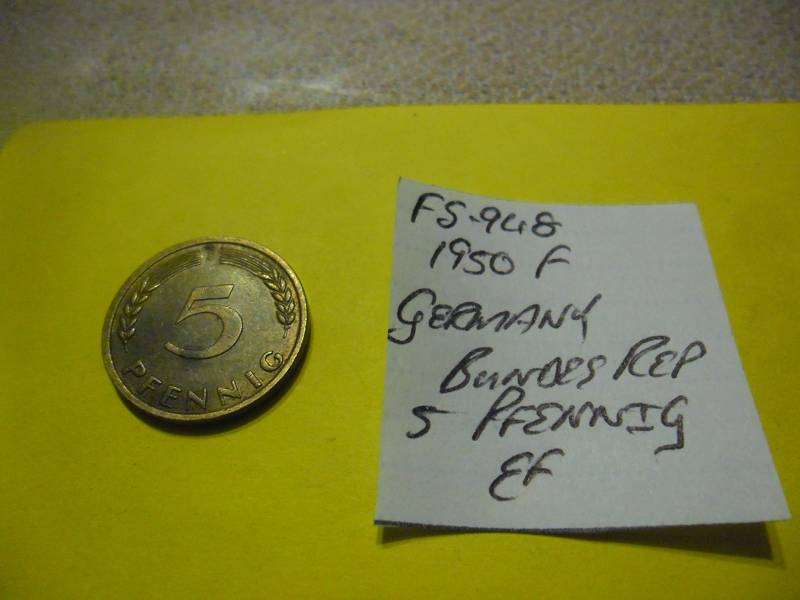 5
PFENNIG
FS-948
1950 F
GERMANY
BUNDES REP
5 PFENNIG
EF